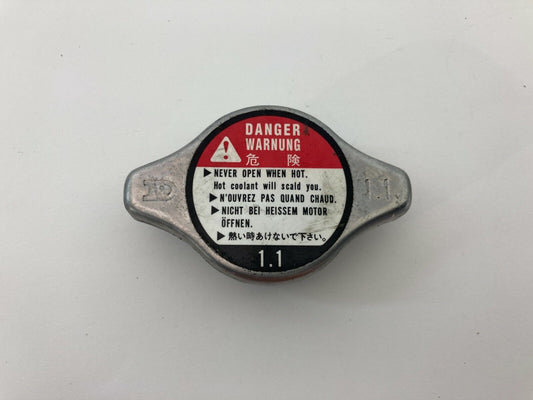 DANGER
WARNUNG
危 険
▶NEVER OPEN WHEN HOT.
Hot coolant will scald you.
▶N'OUVREZ PAS QUAND CHAUD.
▶NICHT BEI HEISSEM MOTOR
ÖFFNEN.
▶熱い時あけないで下さい。
1.1
1.1